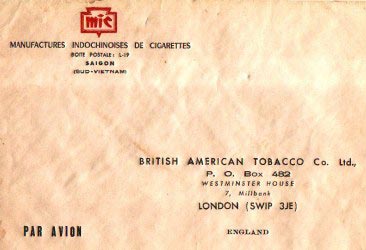 mic
MANUFACTURES INDOCHINOISES DE CIGARETTES
BOITE POSTALE: L-19
SAIGON
(SUD-VIETNAM)
BRITISH AMERICAN TOBACCO Co. Ltd.,
P. O. Box 482
WESTMINSTER HOUSE
7, Millbank
LONDON (SWIP 3JE)
PAR AVION
ENGLAND